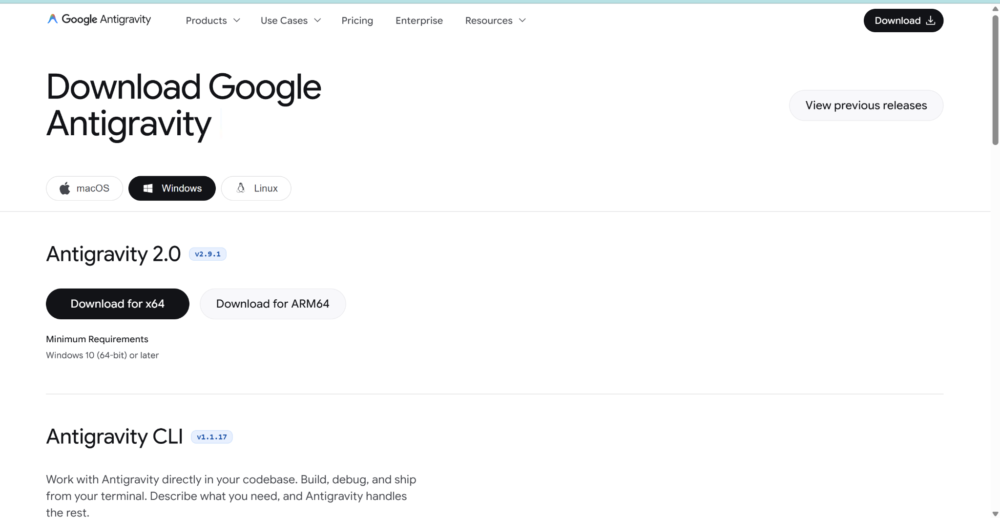 Google Antigravity
Products
Use Cases
Pricing
Enterprise
Resources
Download
Download Google
Antigravity
View previous releases
macOS
Windows
Linux
Antigravity 2.0
v2.9.1
Download for x64
Download for ARM64
Minimum Requirements
Windows 10 (64-bit) or later
Antigravity CLI
v1.1.17
Work with Antigravity directly in your codebase. Build, debug, and ship
from your terminal. Describe what you need, and Antigravity handles
the rest.